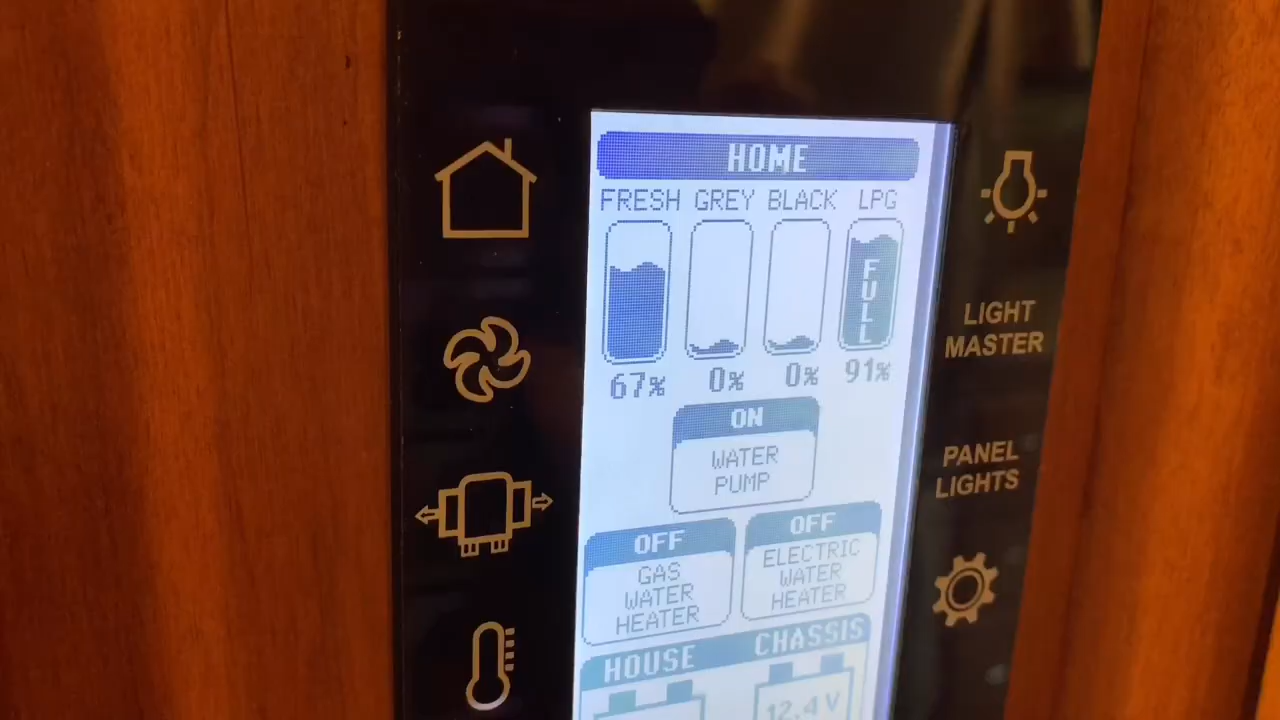 HOME
FRESH GREY BLACK LPG
FULL
67% 0% 0% 91%
ON
WATER
PUMP
OFF
GAS
WATER
HEATER
OFF
ELECTRIC
WATER
HEATER
HOUSE CHASSIS
12.4 V
LIGHT
MASTER
PANEL
LIGHTS